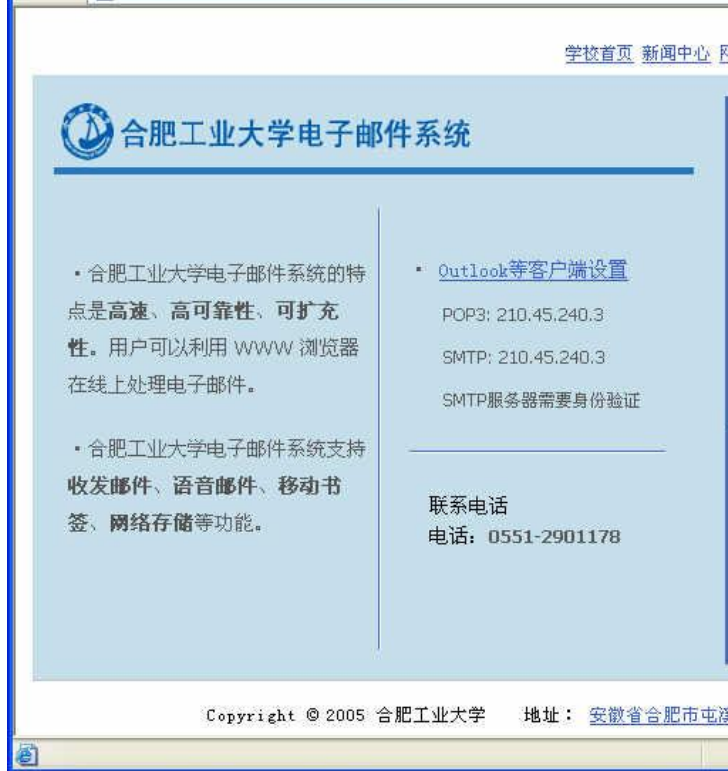 学校首页 新闻中心
合肥工业大学电子邮件系统
·合肥工业大学电子邮件系统的特
点是高速、高可靠性、可扩充
性。用户可以利用 WWW 浏览器
在线上处理电子邮件。
·合肥工业大学电子邮件系统支持
收发邮件、语音邮件、移动书
签、网络存储等功能。
· Outlook等客户端设置
POP3: 210.45.240.3
SMTP: 210.45.240.3
SMTP服务器需要身份验证
联系电话
电话: 0551-2901178
Copyright © 2005 合肥工业大学 地址： 安徽省合肥市屯